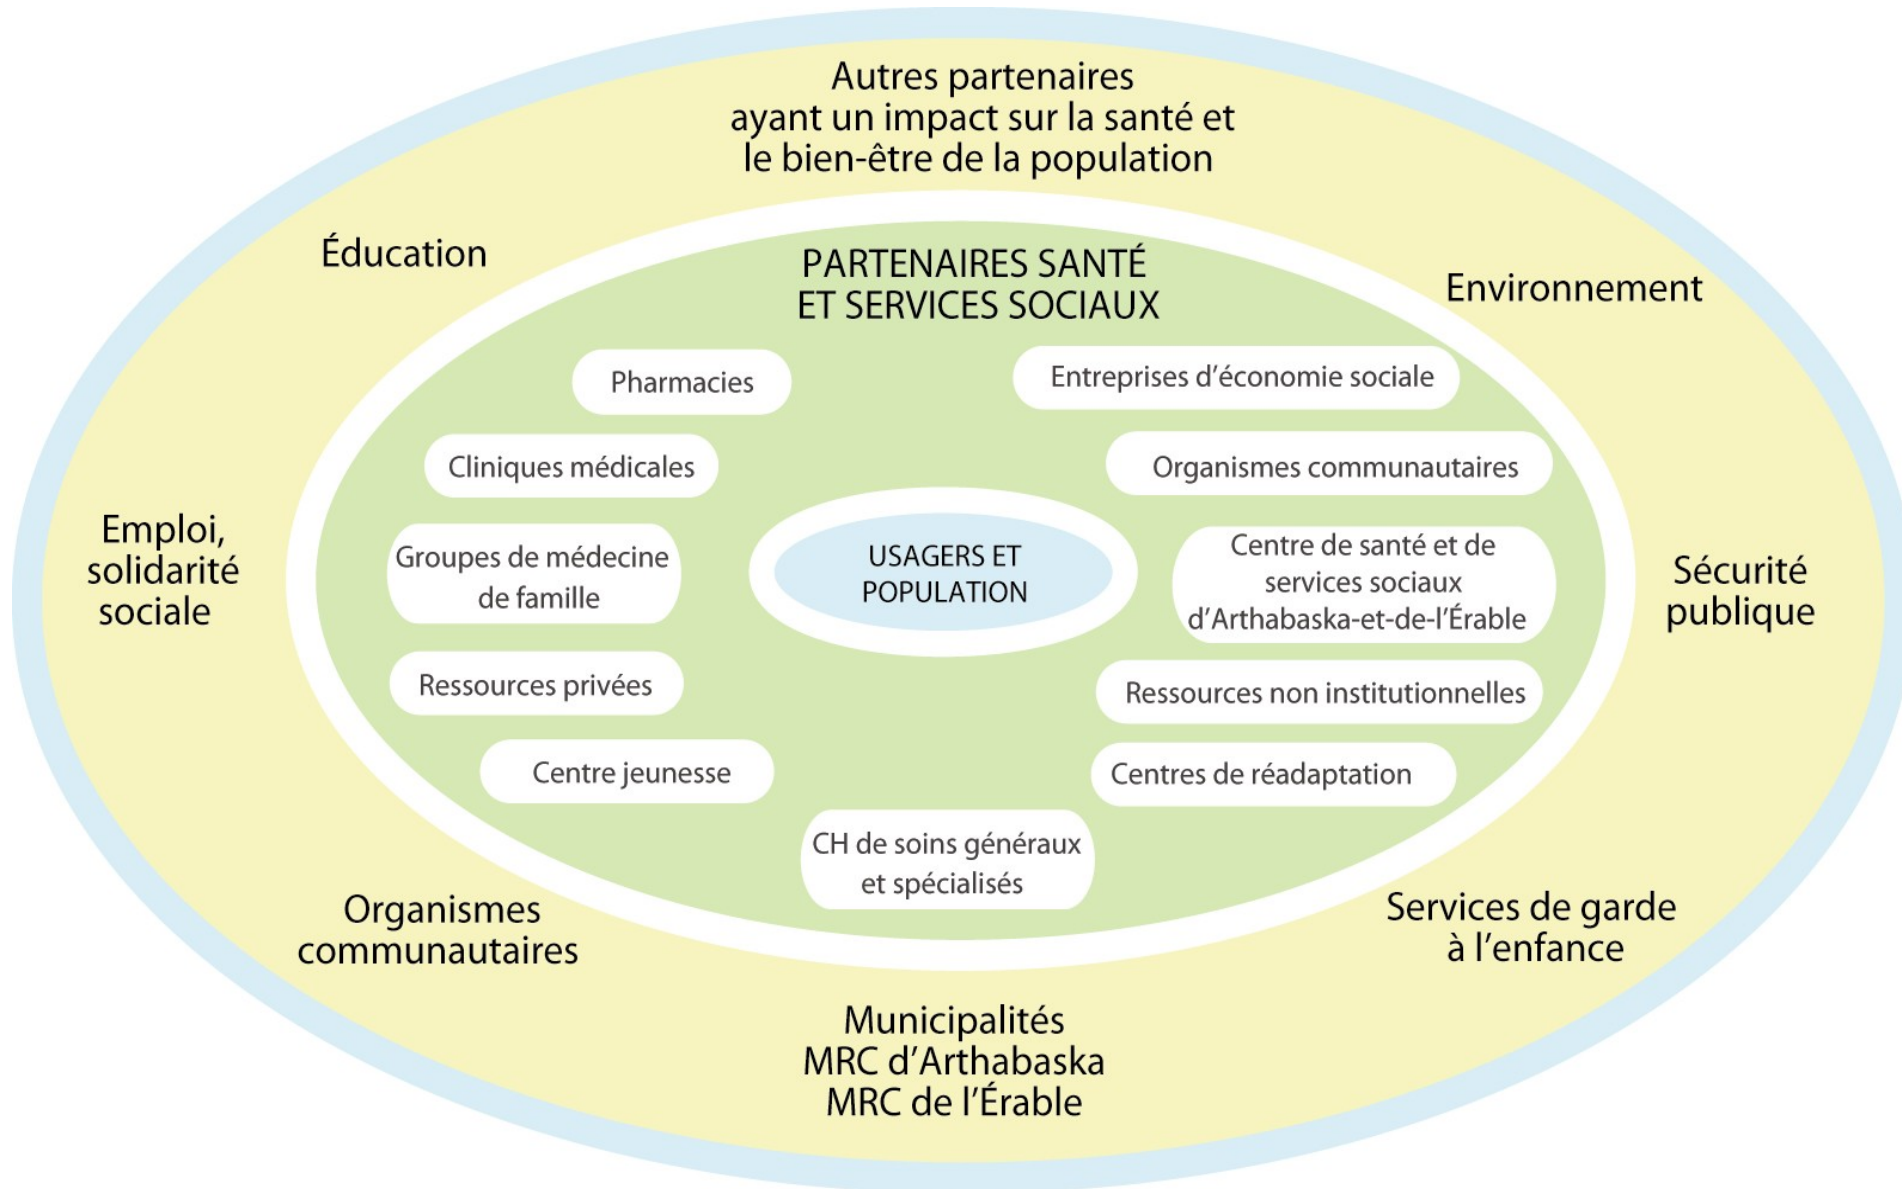 Autres partenaires
ayant un impact sur la santé et
le bien-être de la population
Éducation
Environnement
PARTENAIRES SANTÉ
ET SERVICES SOCIAUX
Pharmacies
Entreprises d’économie sociale
Cliniques médicales
Organismes communautaires
Emploi,
solidarité
sociale
Groupes de médecine
de famille
USAGERS ET
POPULATION
Centre de santé et de
services sociaux
d’Arthabaska-et-de-l’Érable
Sécurité
publique
Ressources privées
Ressources non institutionnelles
Centre jeunesse
Centres de réadaptation
CH de soins généraux
et spécialisés
Organismes
communautaires
Services de garde
à l’enfance
Municipalités
MRC d’Arthabaska
MRC de l’Érable